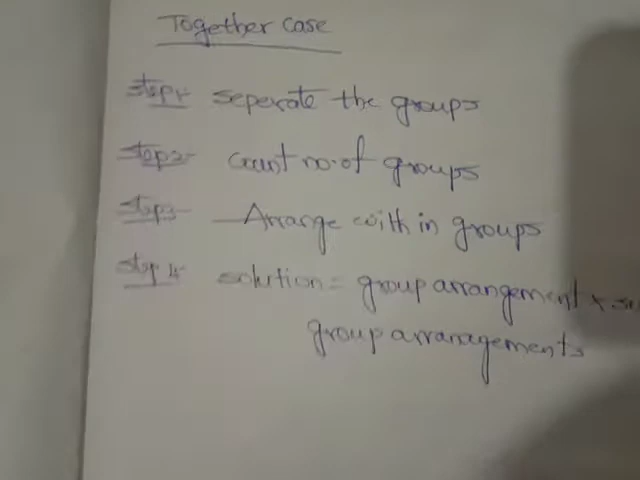 Together case
step1- seperate the groups
step2- count no. of groups
step3- Arrange with in groups
step 4- solution = group arrangement x
group arranagements